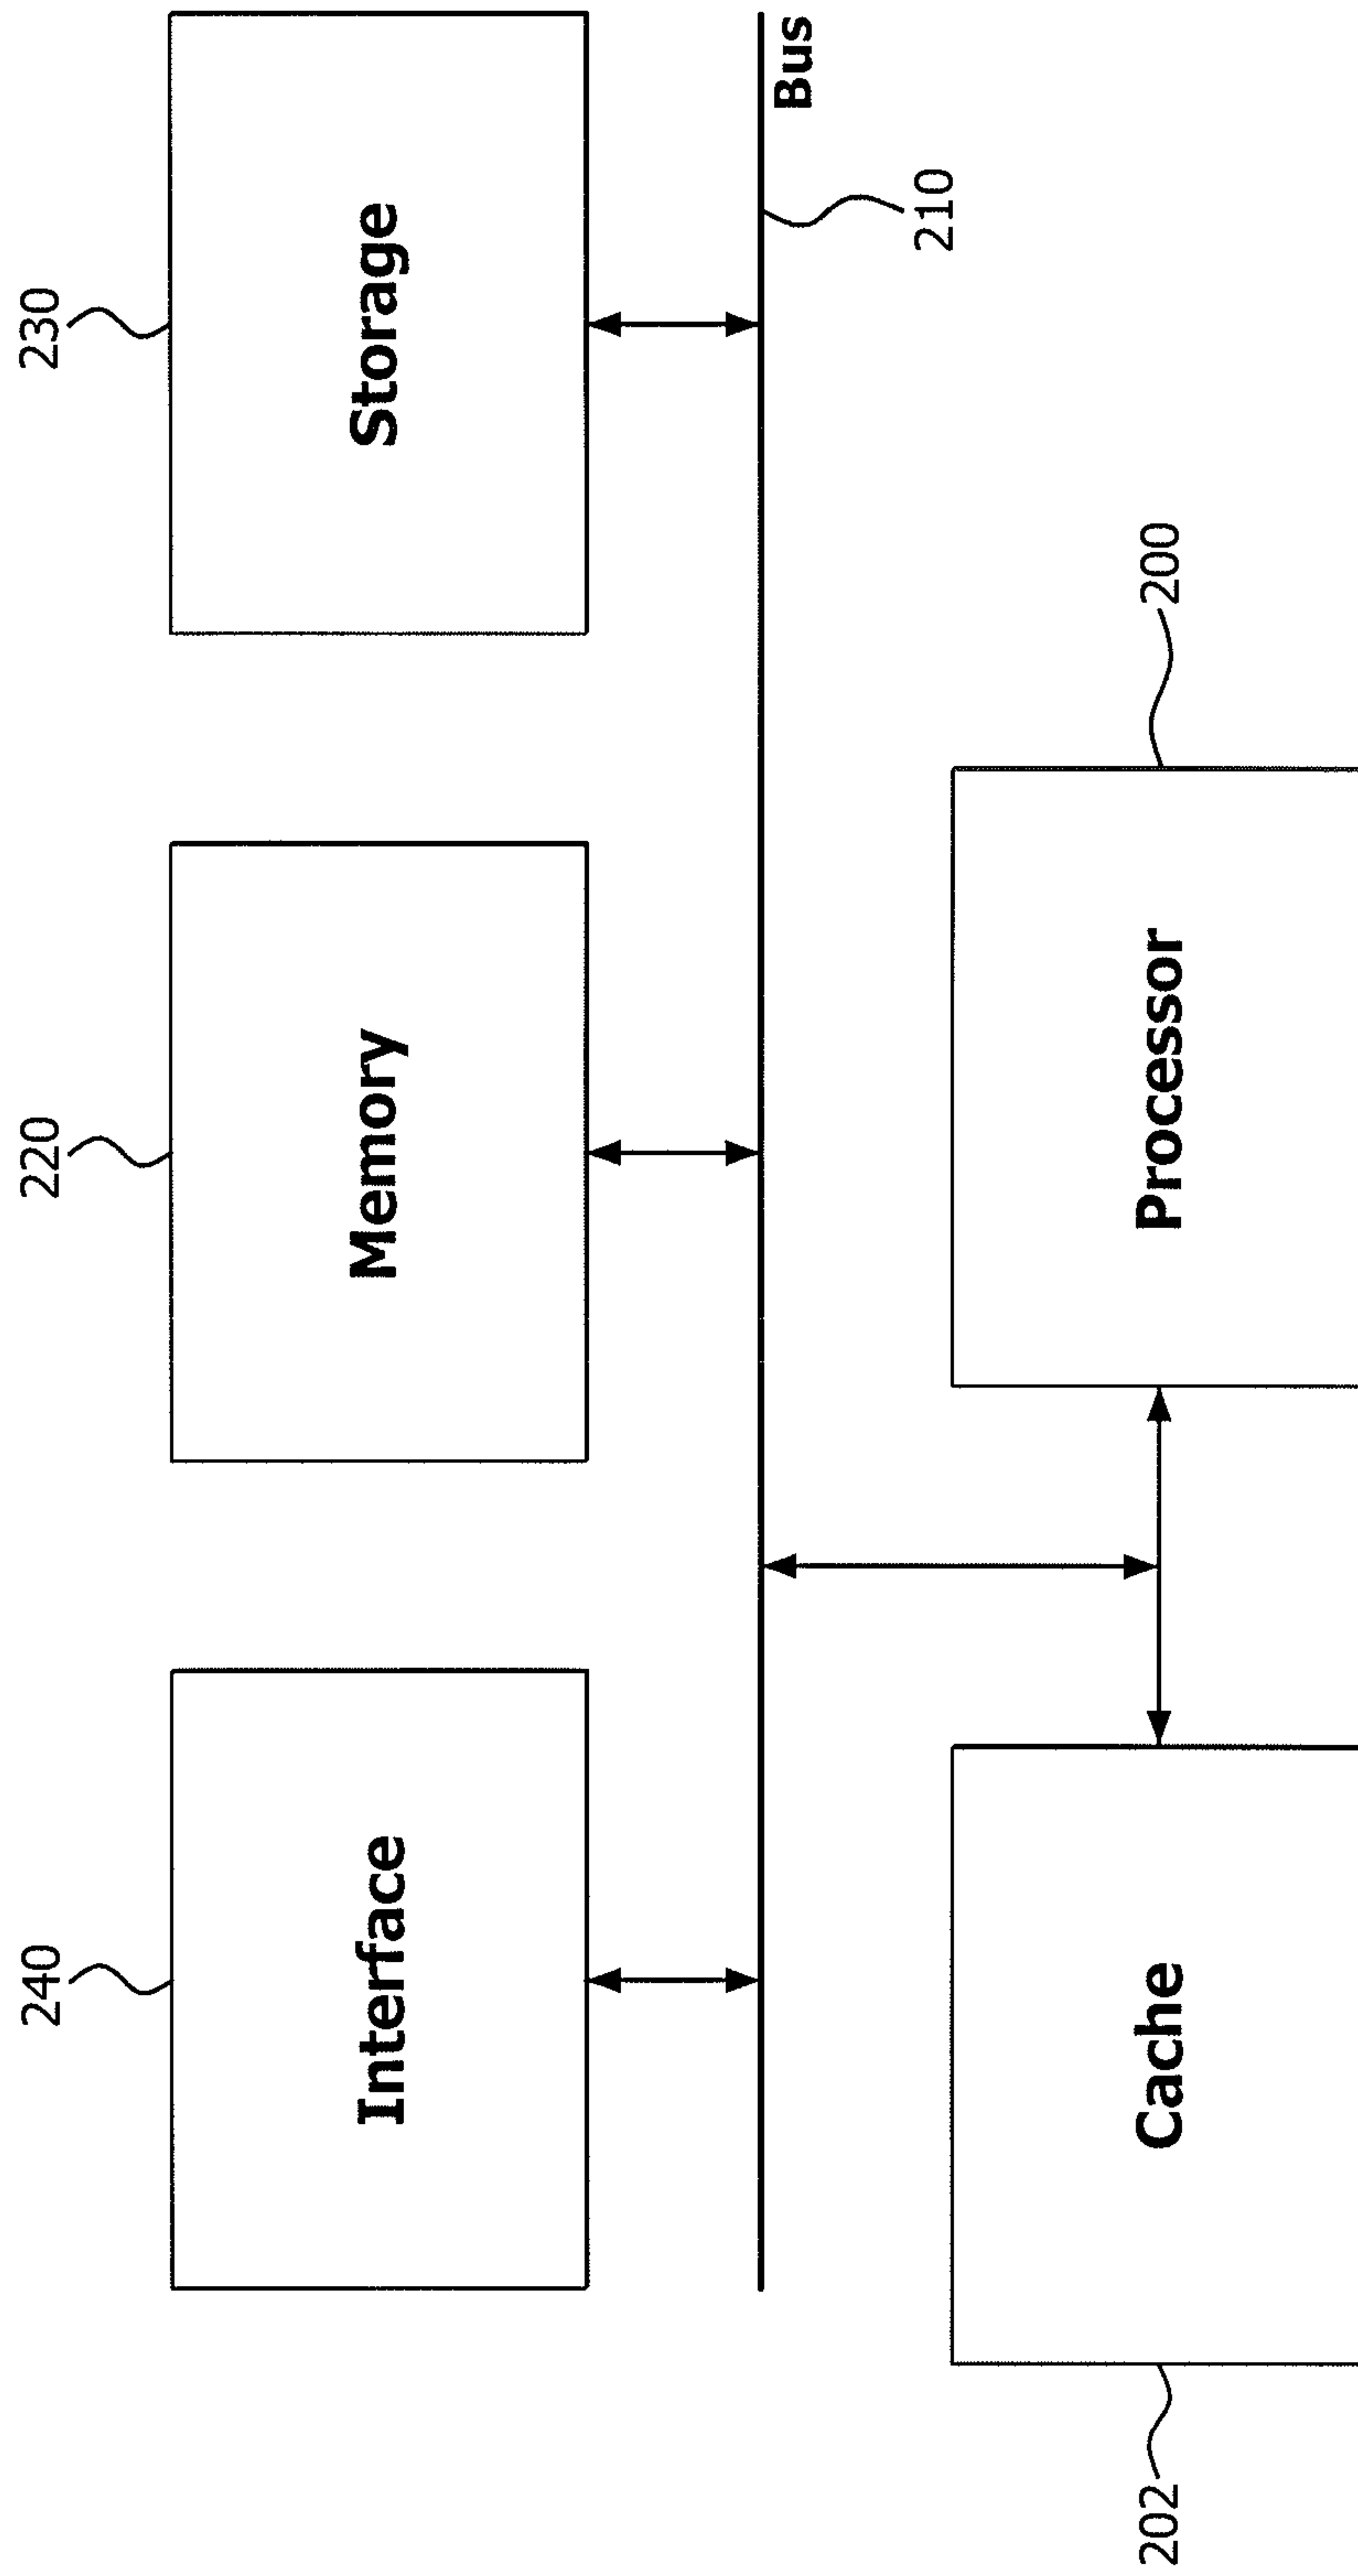 240
220
230
Interface
Memory
Storage
Bus
210
202
Cache
Processor
200